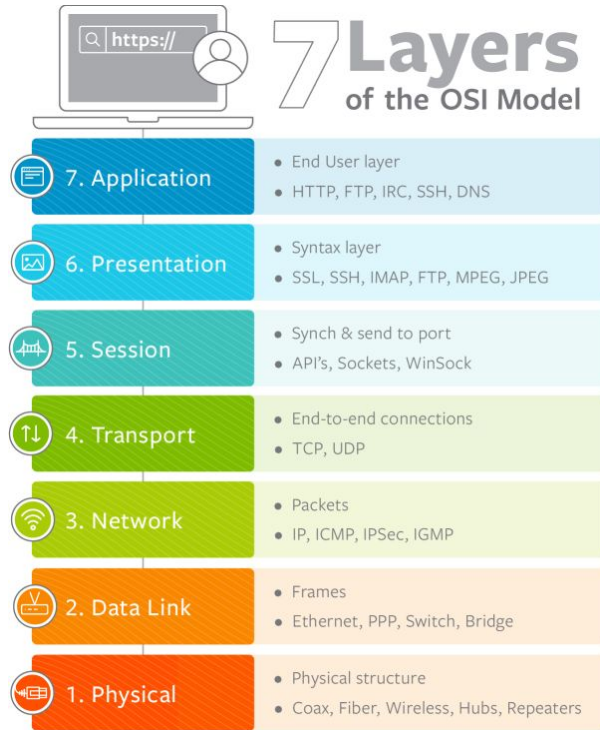 https://
7 Layers
of the OSI Model
7. Application
• End User layer
• HTTP, FTP, IRC, SSH, DNS
6. Presentation
• Syntax layer
• SSL, SSH, IMAP, FTP, MPEG, JPEG
5. Session
• Synch & send to port
• API's, Sockets, WinSock
4. Transport
• End-to-end connections
• TCP, UDP
3. Network
• Packets
• IP, ICMP, IPSec, IGMP
2. Data Link
• Frames
• Ethernet, PPP, Switch, Bridge
1. Physical
• Physical structure
• Coax, Fiber, Wireless, Hubs, Repeaters